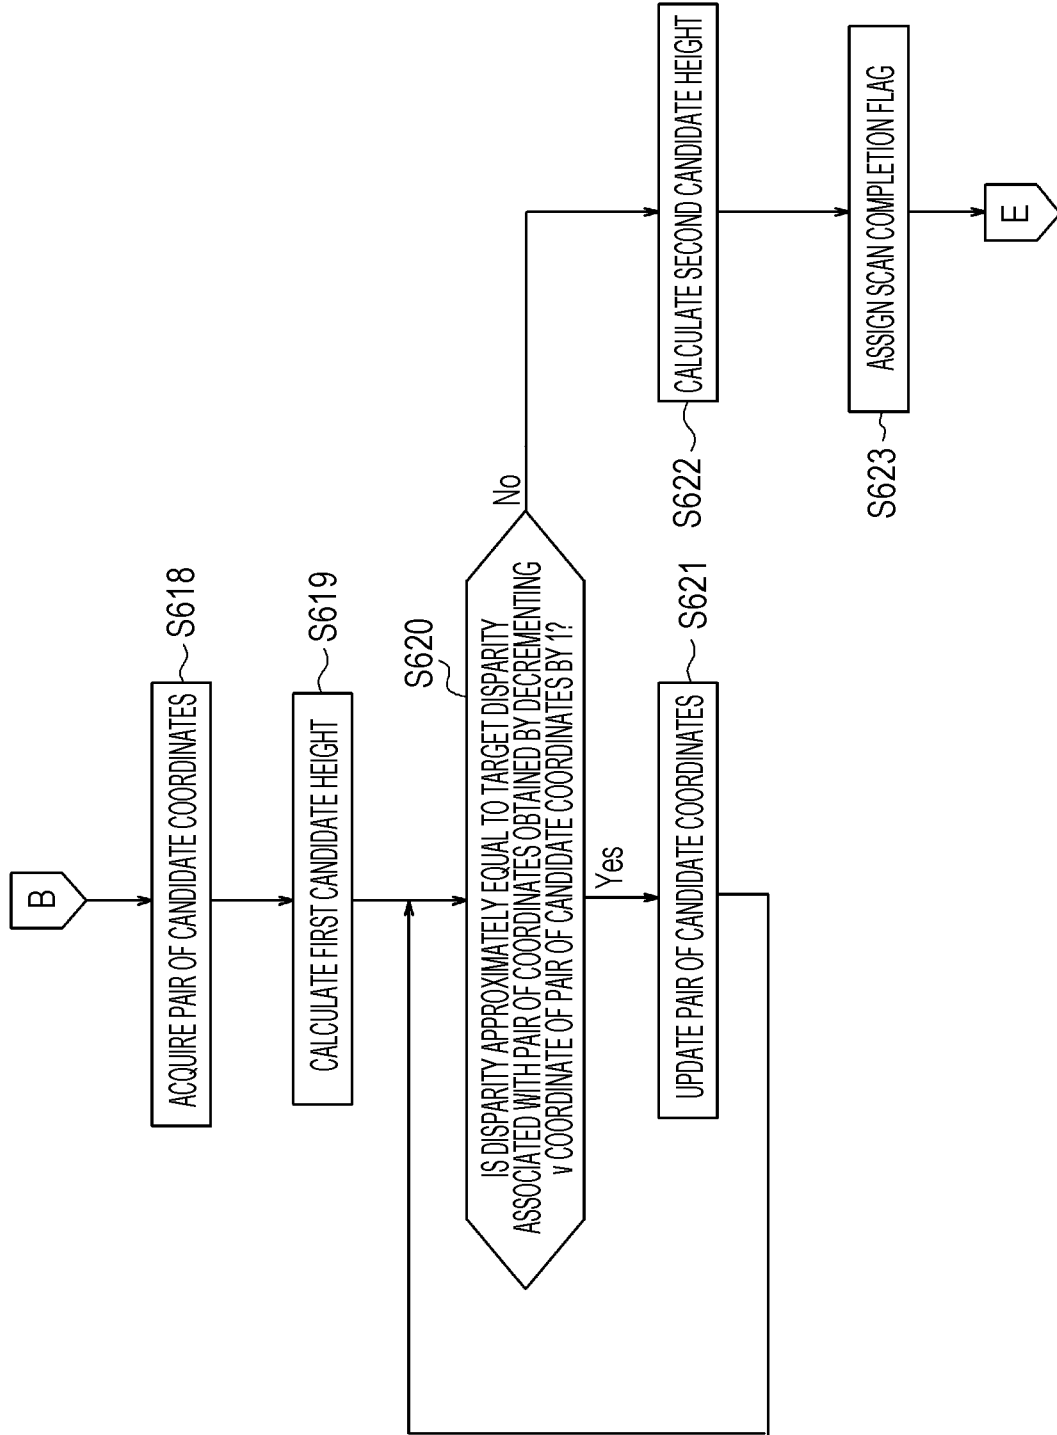 B
ACQUIRE PAIR OF CANDIDATE COORDINATES
S618
CALCULATE FIRST CANDIDATE HEIGHT
S619
S620
IS DISPARITY APPROXIMATELY EQUAL TO TARGET DISPARITY
ASSOCIATED WITH PAIR OF COORDINATES OBTAINED BY DECREMENTING
v COORDINATE OF PAIR OF CANDIDATE COORDINATES BY 1?
No
Yes
UPDATE PAIR OF CANDIDATE COORDINATES
S621
CALCULATE SECOND CANDIDATE HEIGHT
S622
ASSIGN SCAN COMPLETION FLAG
S623
E